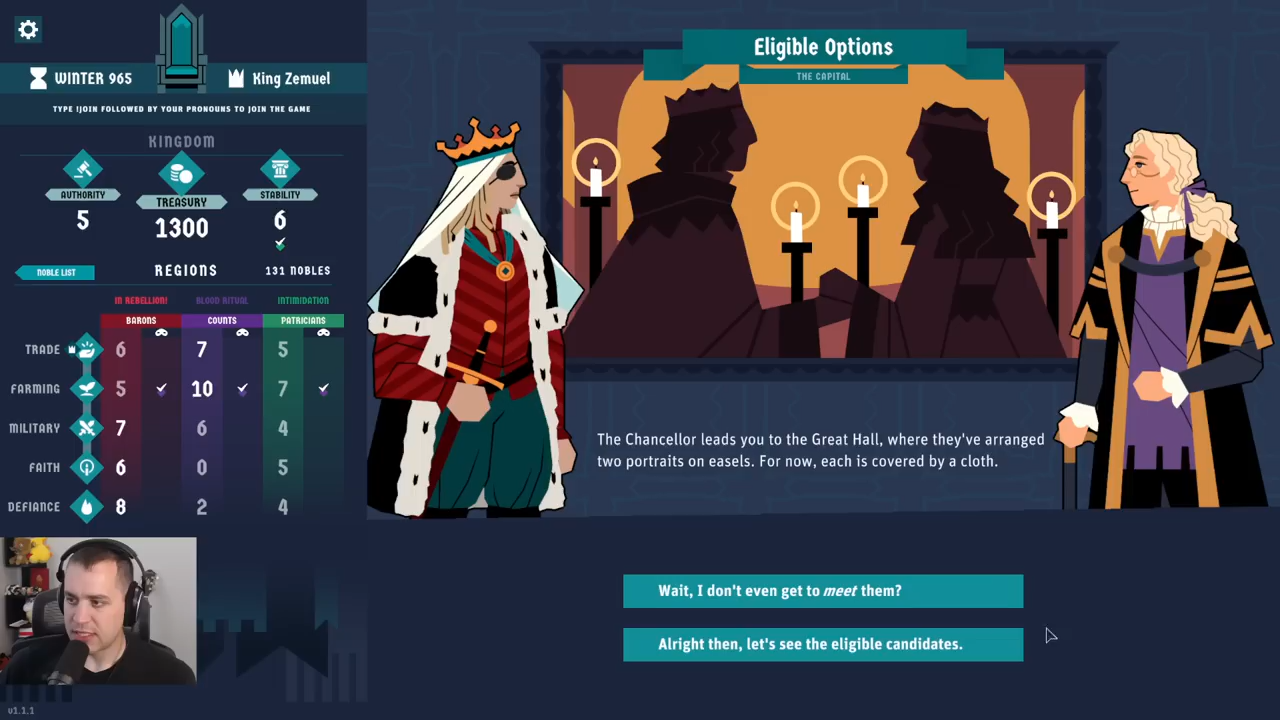 WINTER 965
King Zemuel
TYPE !JOIN FOLLOWED BY YOUR PRONOUNS TO JOIN THE GAME
KINGDOM
AUTHORITY
TREASURY
STABILITY
5
1300
6
NOBLE LIST
REGIONS
131 NOBLES
IN REBELLION!
BLOOD RITUAL
INTIMIDATION
BARONS
COUNTS
PATRICIANS
TRADE 6 7 5
FARMING 5 10 7
MILITARY 7 6 4
FAITH 6 0 5
DEFIANCE 8 2 4
v1.1.1
Eligible Options
THE CAPITAL
The Chancellor leads you to the Great Hall, where they've arranged
two portraits on easels. For now, each is covered by a cloth.
Wait, I don't even get to meet them?
Alright then, let's see the eligible candidates.